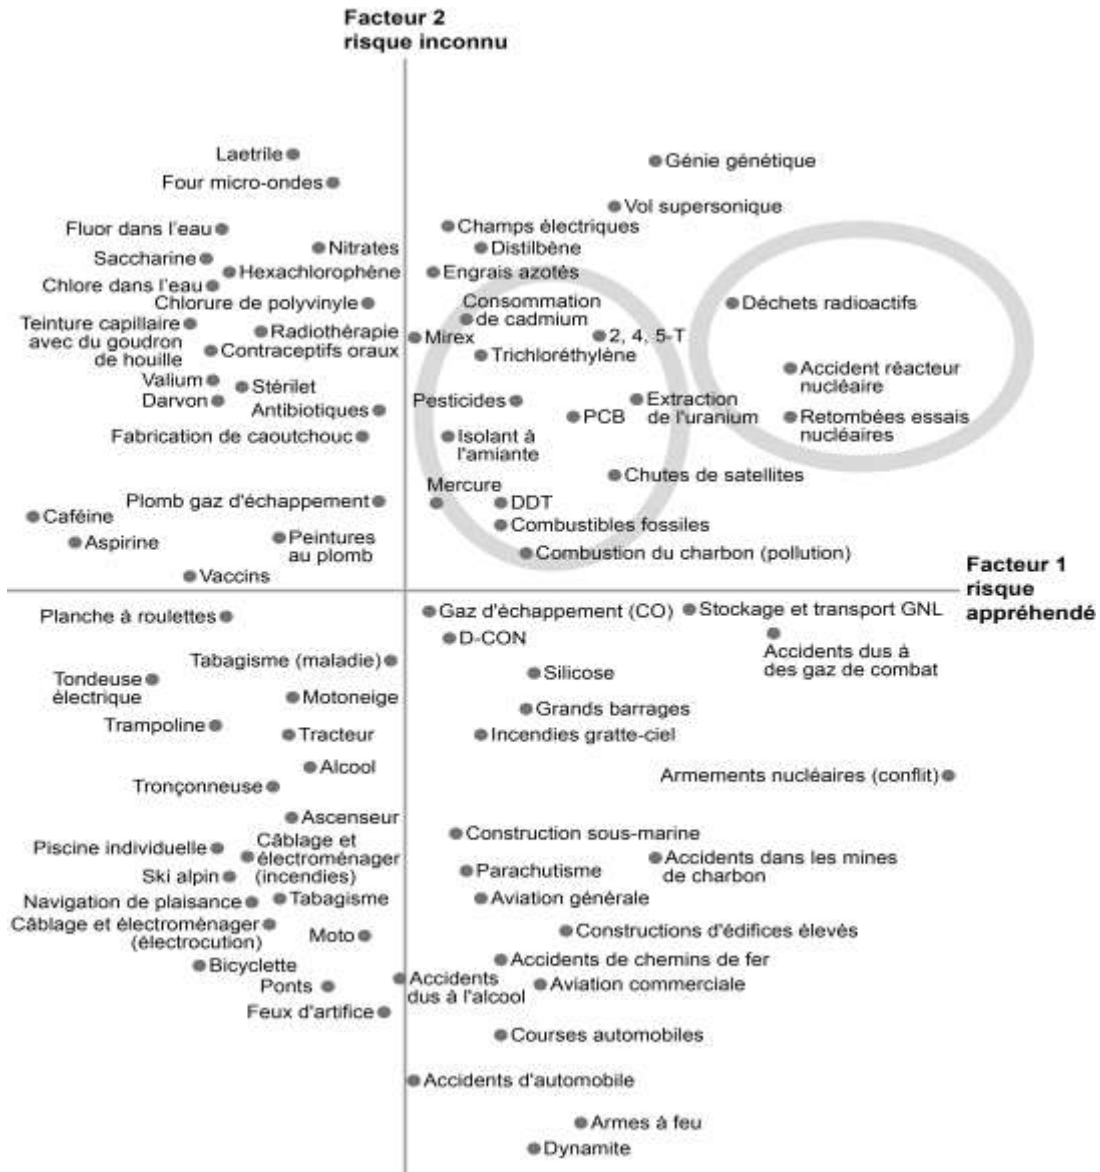 Facteur 2
risque inconnu
Laetrile
Génie génétique
Four micro-ondes
Vol supersonique
Fluor dans l'eau
Champs électriques
Nitrates
Distilbène
Saccharine
Hexachlorophéne
Engrais azotés
Chlore dans l'eau
Chlorure de polyvinyle
Consommation
de cadmium
Déchets radioactifs
Teinture capillaire
avec du goudron
de houille
Radiothérapie
Mirex
2, 4, 5-T
Contraceptifs oraux
Trichloréthylène
Accident réacteur
nucléaire
Valium
Stérilet
Darvon
Antibiotiques
Pesticides
PCB
Extraction
de l'uranium
Retombées essais
nucléaires
Fabrication de caoutchouc
Isolant à
l'amiante
Chutes de satellites
Mercure
Plomb gaz d'échappement
DDT
Caféine
Combustibles fossiles
Aspirine
Peintures
au plomb
Combustion du charbon (pollution)
Vaccins
Facteur 1
risque
appréhendé
Planche à roulettes
Gaz d'échappement (CO)
Stockage et transport GNL
D-CON
Accidents dus à
des gaz de combat
Tabagisme (maladie)
Silicose
Tondeuse
électrique
Motoneige
Grands barrages
Trampoline
Tracteur
Incendies gratte-ciel
Alcool
Armements nucléaires (conflit)
Tronçonneuse
Ascenseur
Construction sous-marine
Piscine individuelle
Câblage et
électroménager
(incendies)
Accidents dans les mines
de charbon
Ski alpin
Parachutisme
Navigation de plaisance
Tabagisme
Aviation générale
Câblage et électroménager
(électrocution)
Moto
Constructions d'édifices élevés
Bicyclette
Accidents de chemins de fer
Ponts
Accidents
dus à l'alcool
Aviation commerciale
Feux d'artifice
Courses automobiles
Accidents d'automobile
Armes à feu
Dynamite